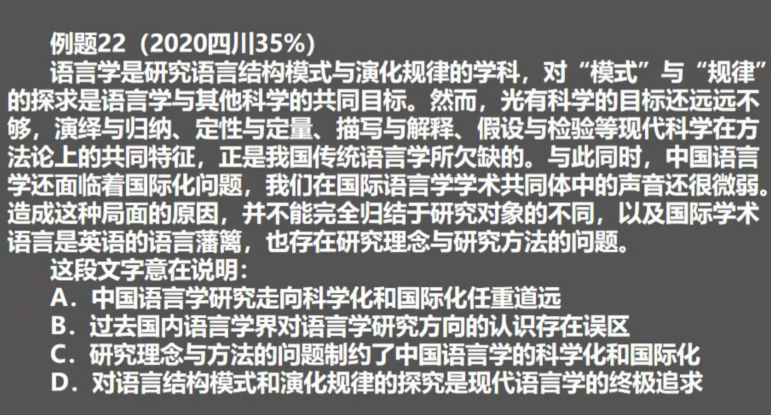 例题22（2020四川35%）
语言学是研究语言结构模式与演化规律的学科，对“模式”与“规律”
的探求是语言学与其他科学的共同目标。然而，光有科学的目标还远远不
够，演绎与归纳、定性与定量、描写与解释、假设与检验等现代科学在方
法论上的共同特征，正是我国传统语言学所欠缺的。与此同时，中国语言
学还面临着国际化问题，我们在国际语言学学术共同体中的声音还很微弱。
造成这种局面的原因，并不能完全归结于研究对象的不同，以及国际学术
语言是英语的语言藩篱，也存在研究理念与研究方法的问题。
这段文字意在说明：
A．中国语言学研究走向科学化和国际化任重道远
B．过去国内语言学界对语言学研究方向的认识存在误区
C．研究理念与方法的问题制约了中国语言学的科学化和国际化
D．对语言结构模式和演化规律的探究是现代语言学的终极追求